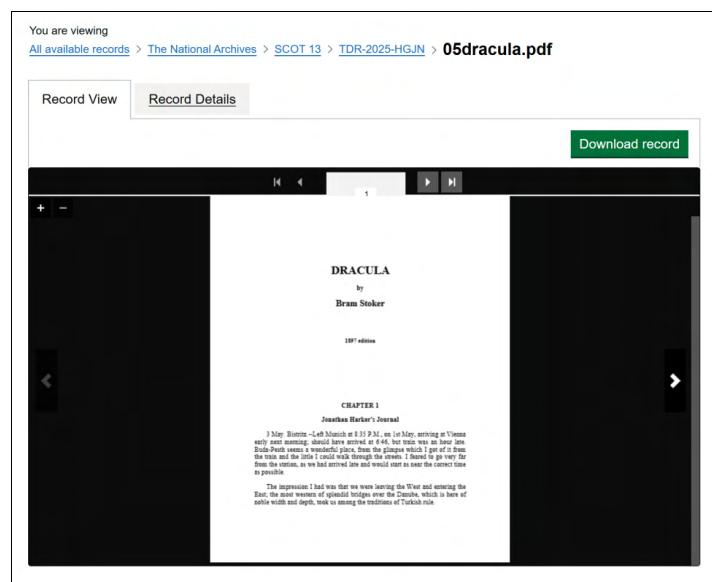 You are viewing
All available records > The National Archives > SCOT 13 > TDR-2025-HGJN > 05dracula.pdf
Record View
Record Details
Download record
1
DRACULA
by
Bram Stoker
1897 edition
CHAPTER 1
Jonathan Harker's Journal
3 May. Bistritz --Left Munich at 8:35 P.M., on 1st May, arriving at Vienna
early next morning; should have arrived at 6:46, but train was an hour late.
Buda-Pesth seems a wonderful place, from the glimpse which I got of it from
the train and the little I could walk through the streets. I feared to go very far
from the station, as we had arrived late and would start as near the correct time
as possible.
The impression I had was that we were leaving the West and entering the
East; the most western of splendid bridges over the Danube, which is here of
noble width and depth, took us among the traditions of Turkish rule.